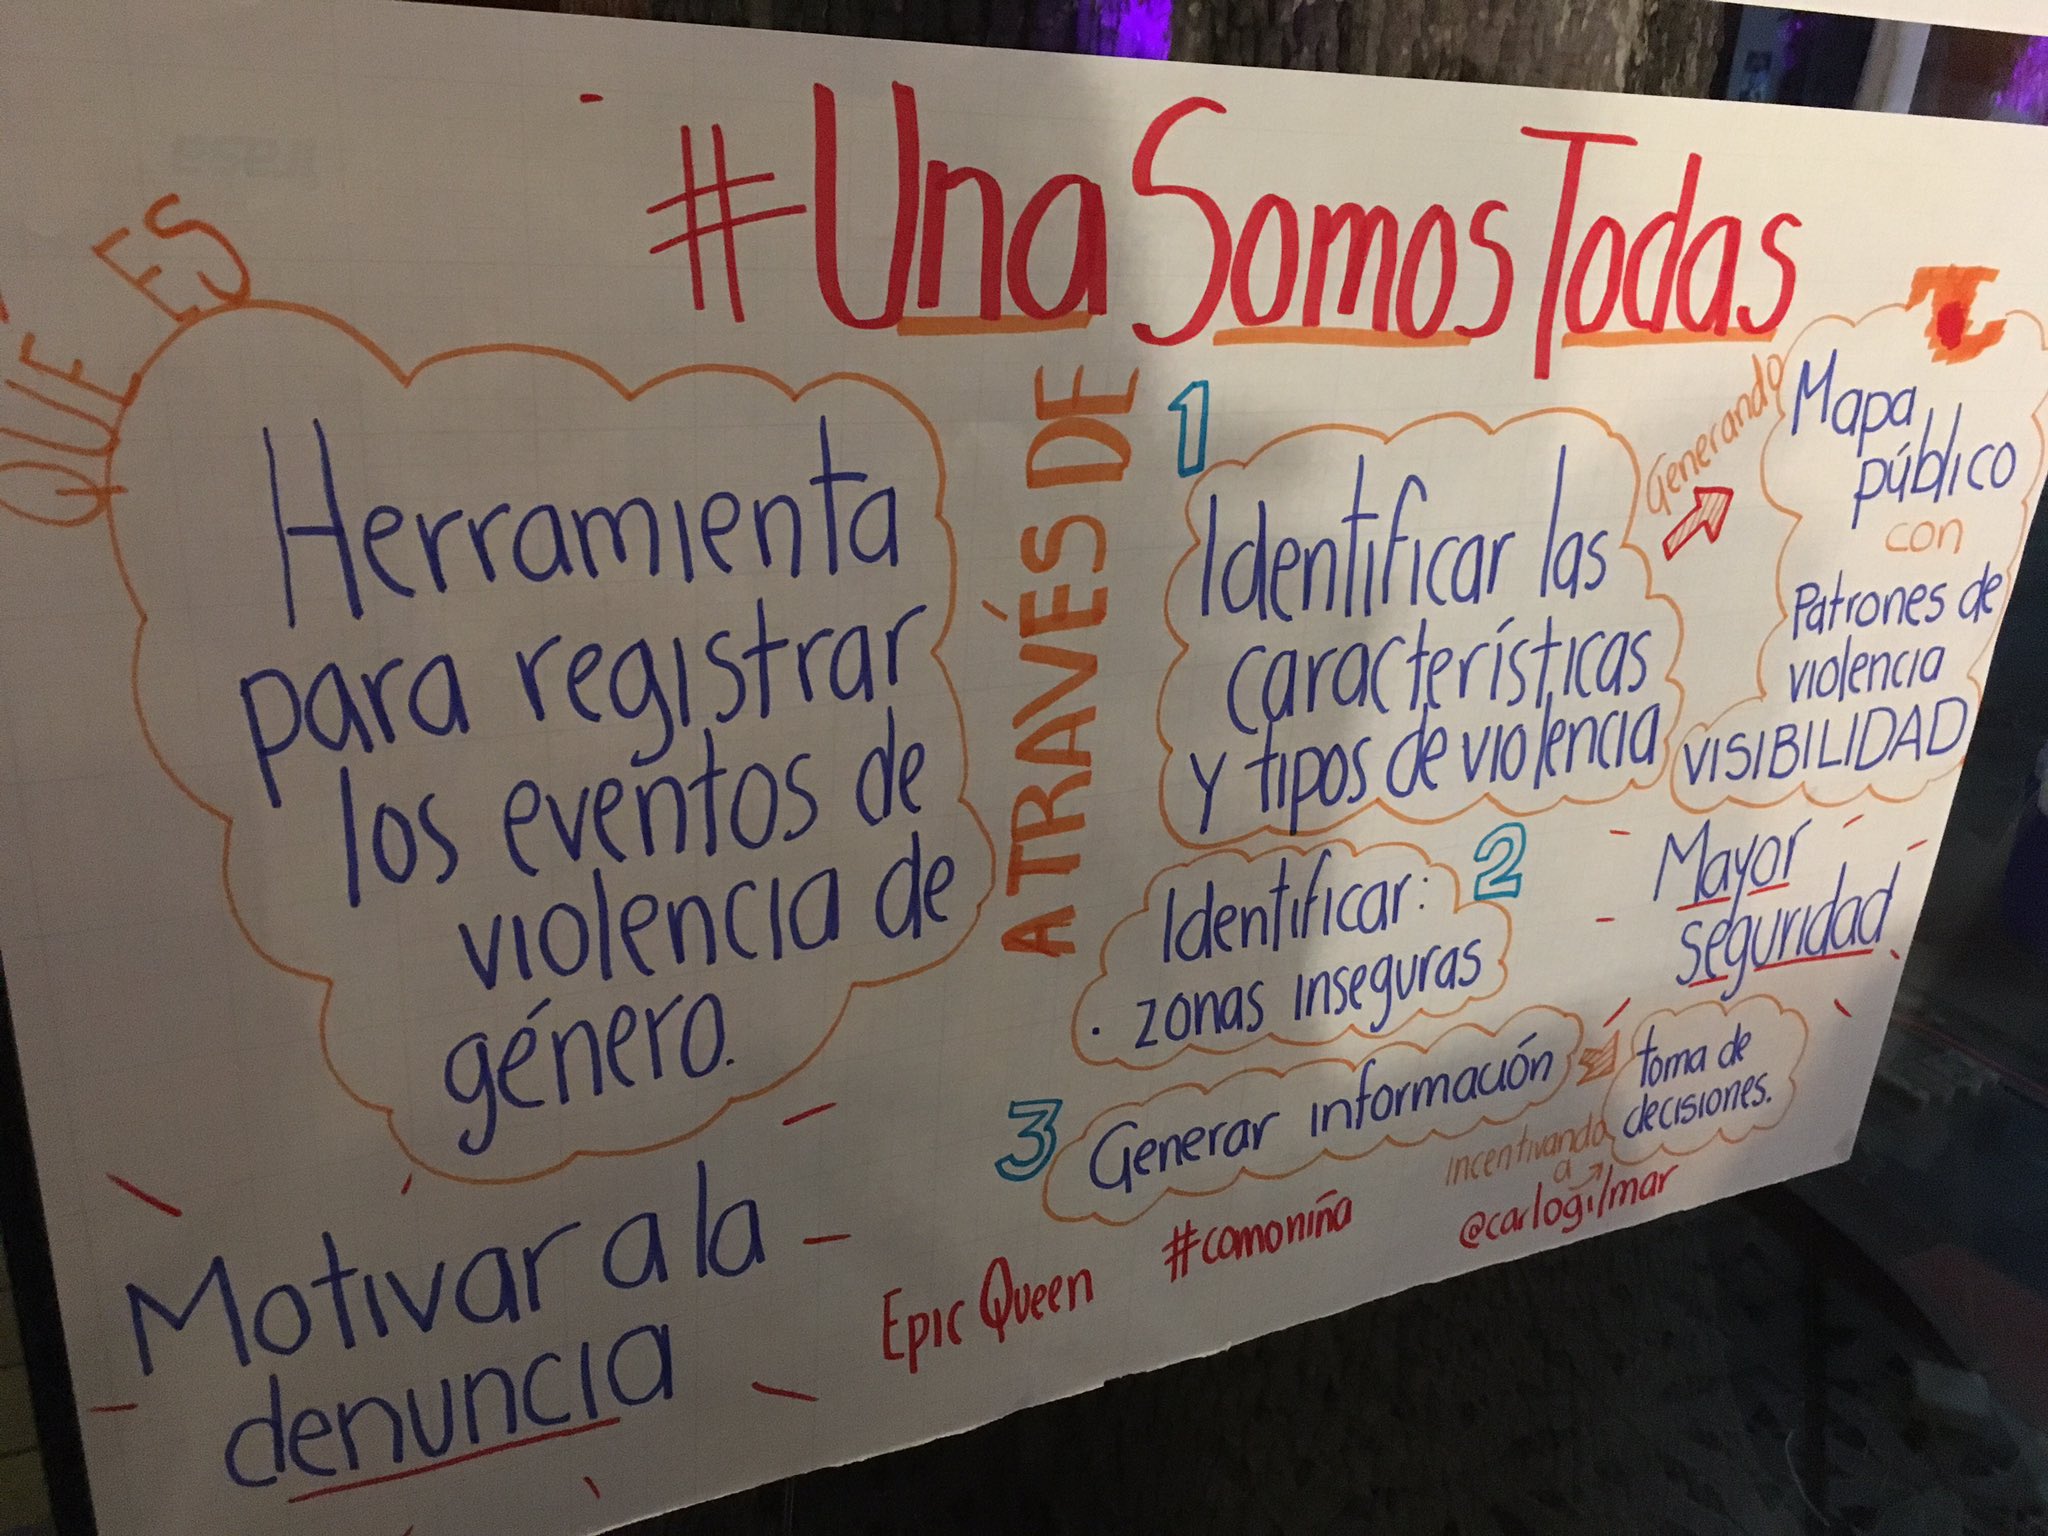 #UnaSomosTodas
QUE ES
Herramienta
para registrar
los eventos de
violencia de
género.
Motivar a la
denuncia
ATRAVÉS DE
1
Identificar las
características
y tipos de violencia
Generando
Mapa
público
con
Patrones de
violencia
VISIBILIDAD
2
Identificar:
. zonas inseguras
Mayor
seguridad
3
Generar información
incentivando
a
toma de
decisiones.
Epic Queen
#comoniña
@carlogilmar